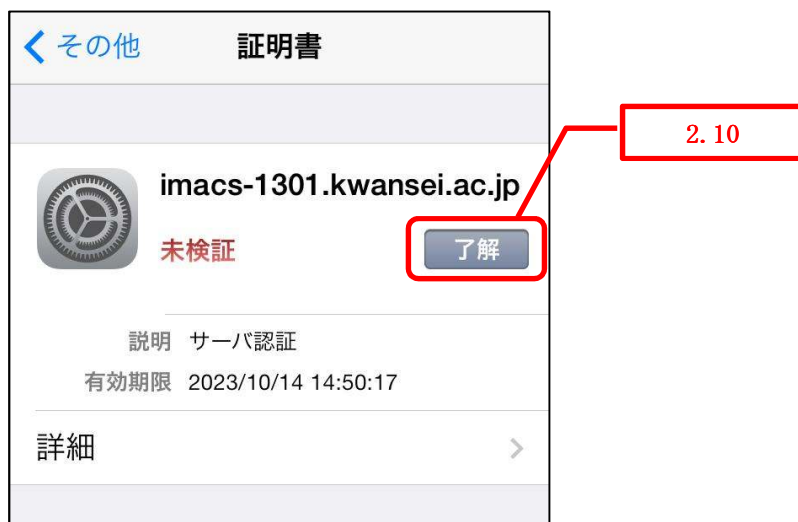 その他
証明書
2.10
imacs-1301.kwansei.ac.jp
未検証
了解
説明 サーバ認証
有効期限 2023/10/14 14:50:17
詳細